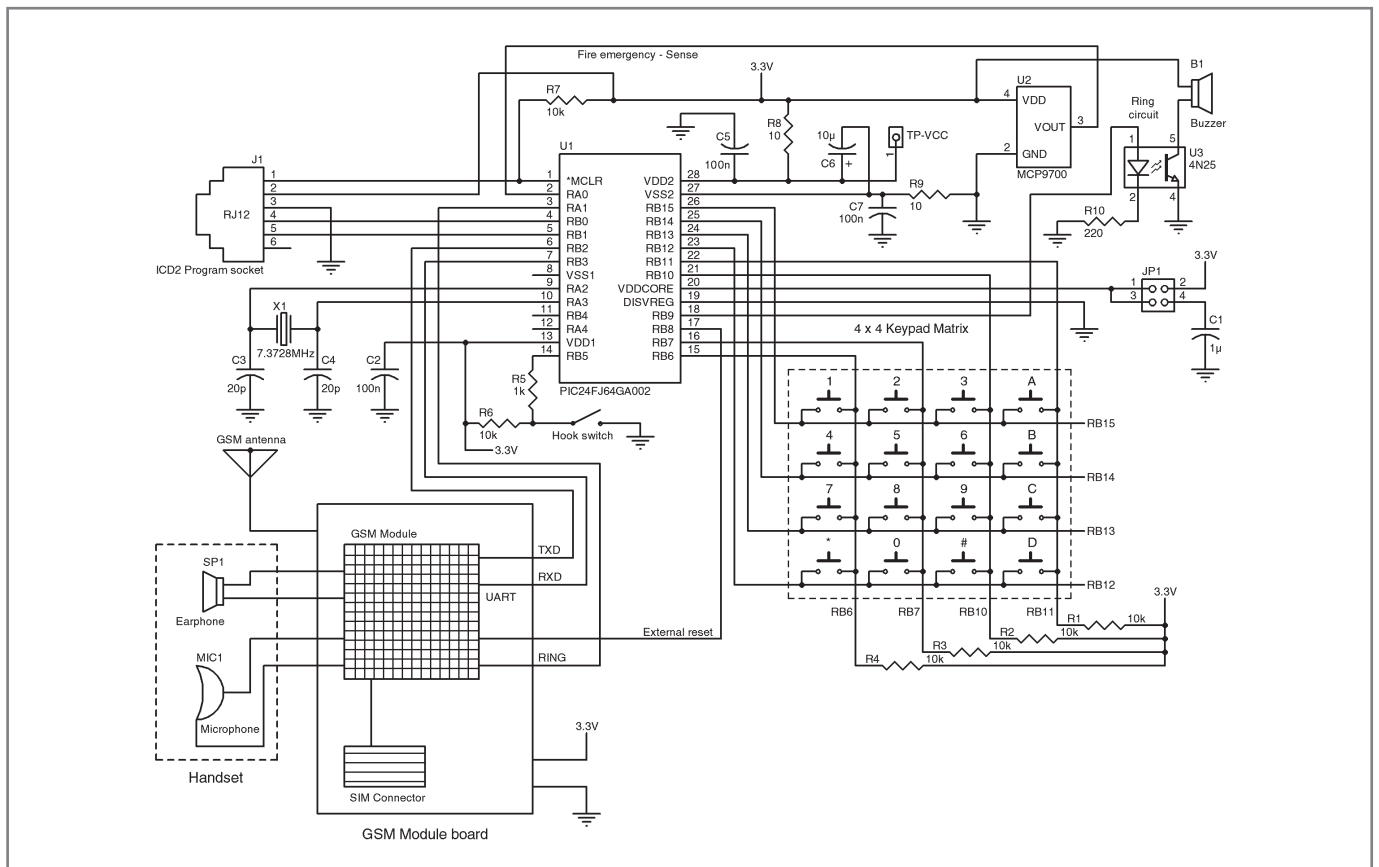 Fire emergency - Sense
3.3V
B1
Buzzer
R7
10k
R8
10
C5
100n
10µ
C6
+
1
TP-VCC
U2
4
VDD
VOUT
3
2
GND
MCP9700
Ring
circuit
1
5
U3
4N25
2
4
R10
220
J1
1
2
3
4
5
6
RJ12
ICD2 Program socket
U1
1 *MCLR
2 RA0
3 RA1
4 RB0
5 RB1
6 RB2
7 RB3
8 VSS1
9 RA2
10 RA3
11 RB4
12 RA4
13 VDD1
14 RB5
VDD2 28
VSS2 27
RB15 26
RB14 25
RB13 24
RB12 23
RB11 22
RB10 21
VDDCORE 20
DISVREG 19
RB9 18
RB8 17
RB7 16
RB6 15
PIC24FJ64GA002
C7
100n
R9
10
JP1
1
2
3
4
3.3V
C1
1µ
X1
7.3728MHz
C3
20p
C4
20p
C2
100n
R5
1k
R6
10k
Hook switch
3.3V
4 x 4 Keypad Matrix
1 2 3 A
RB15
4 5 6 B
RB14
7 8 9 C
RB13
* 0 # D
RB12
RB6 RB7 RB10 RB11
3.3V
R1 10k
R2 10k
R3 10k
R4 10k
GSM antenna
GSM Module
TXD
RXD
UART
External reset
RING
SP1
Earphone
MIC1
Microphone
Handset
3.3V
SIM Connector
GSM Module board